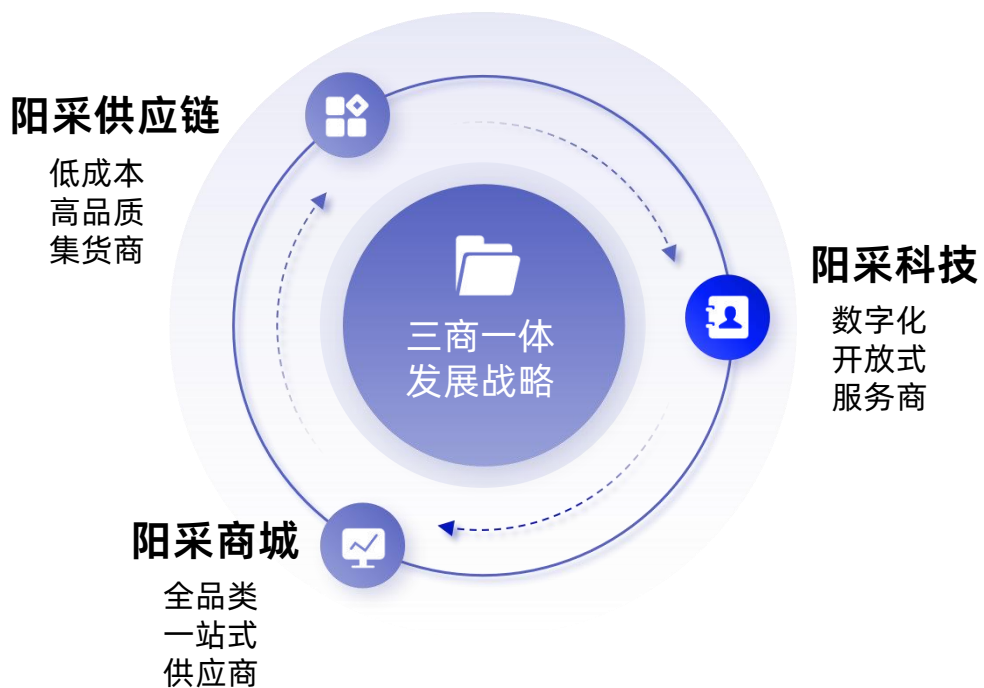 阳采供应链
低成本
高品质
集货商
阳采科技
数字化
开放式
服务商
三商一体
发展战略
阳采商城
全品类
一站式
供应商